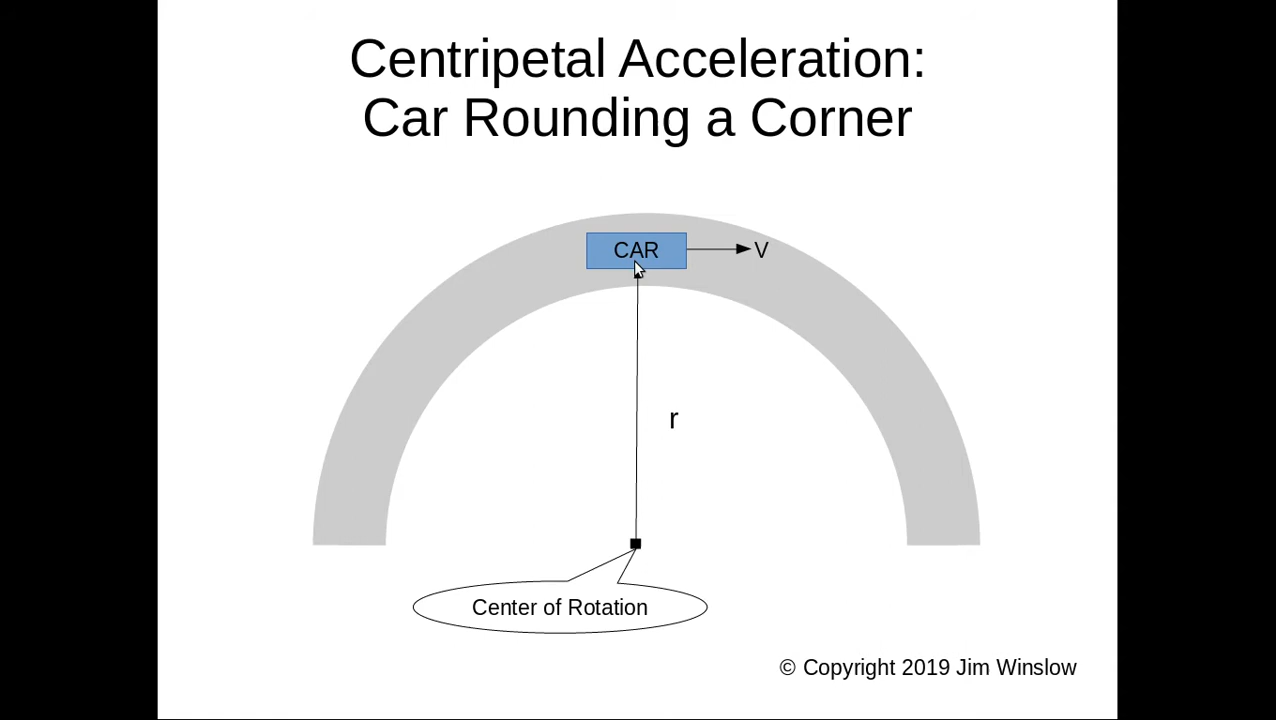 Centripetal Acceleration:
Car Rounding a Corner
CAR
V
r
Center of Rotation
© Copyright 2019 Jim Winslow